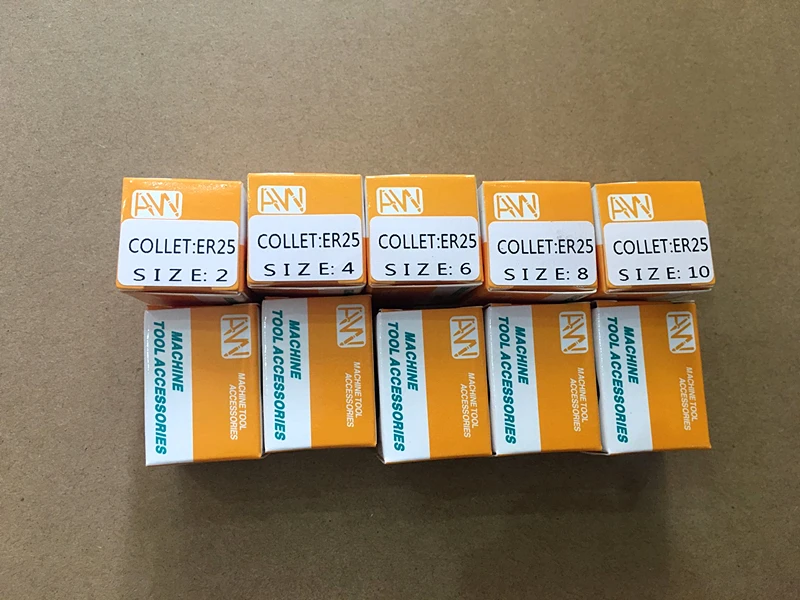 AW
COLLET:ER25
SIZE: 2
AW
COLLET:ER25
SIZE: 4
AW
COLLET:ER25
SIZE: 6
AW
COLLET:ER25
SIZE: 8
AW
COLLET:ER25
SIZE: 10
MACHINE
TOOL ACCESSORIES
AW
MACHINE TOOL
ACCESSORIES
MACHINE
TOOL ACCESSORIES
AW
MACHINE TOOL
ACCESSORIES
MACHINE
TOOL ACCESSORIES
AW
MACHINE TOOL
ACCESSORIES
MACHINE
TOOL ACCESSORIES
AW
MACHINE TOOL
ACCESSORIES
MACHINE
TOOL ACCESSORIES
AW
MACHINE TOOL
ACCESSORIES